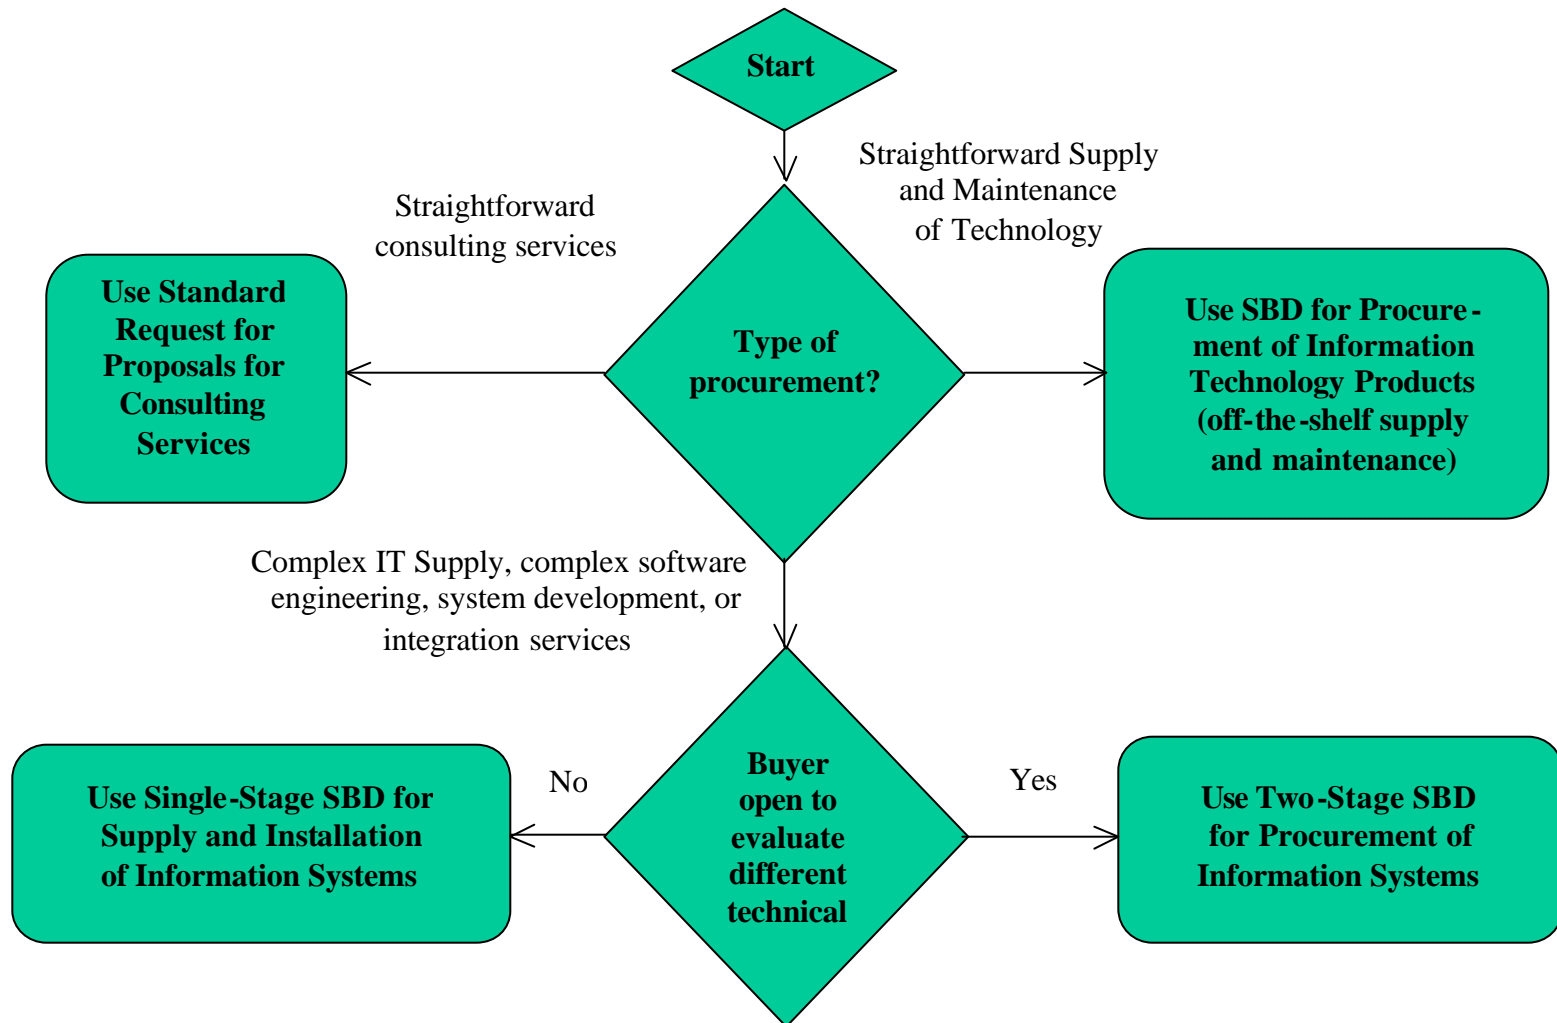 Start
Straightforward Supply
and Maintenance
of Technology
Straightforward
consulting services
Use Standard
Request for
Proposals for
Consulting
Services
Type of
procurement?
Use SBD for Procure-
ment of Information
Technology Products
(off-the-shelf supply
and maintenance)
Complex IT Supply, complex software
engineering, system development, or
integration services
Use Single-Stage SBD for
Supply and Installation
of Information Systems
No
Buyer
open to
evaluate
different
technical
Yes
Use Two-Stage SBD
for Procurement of
Information Systems